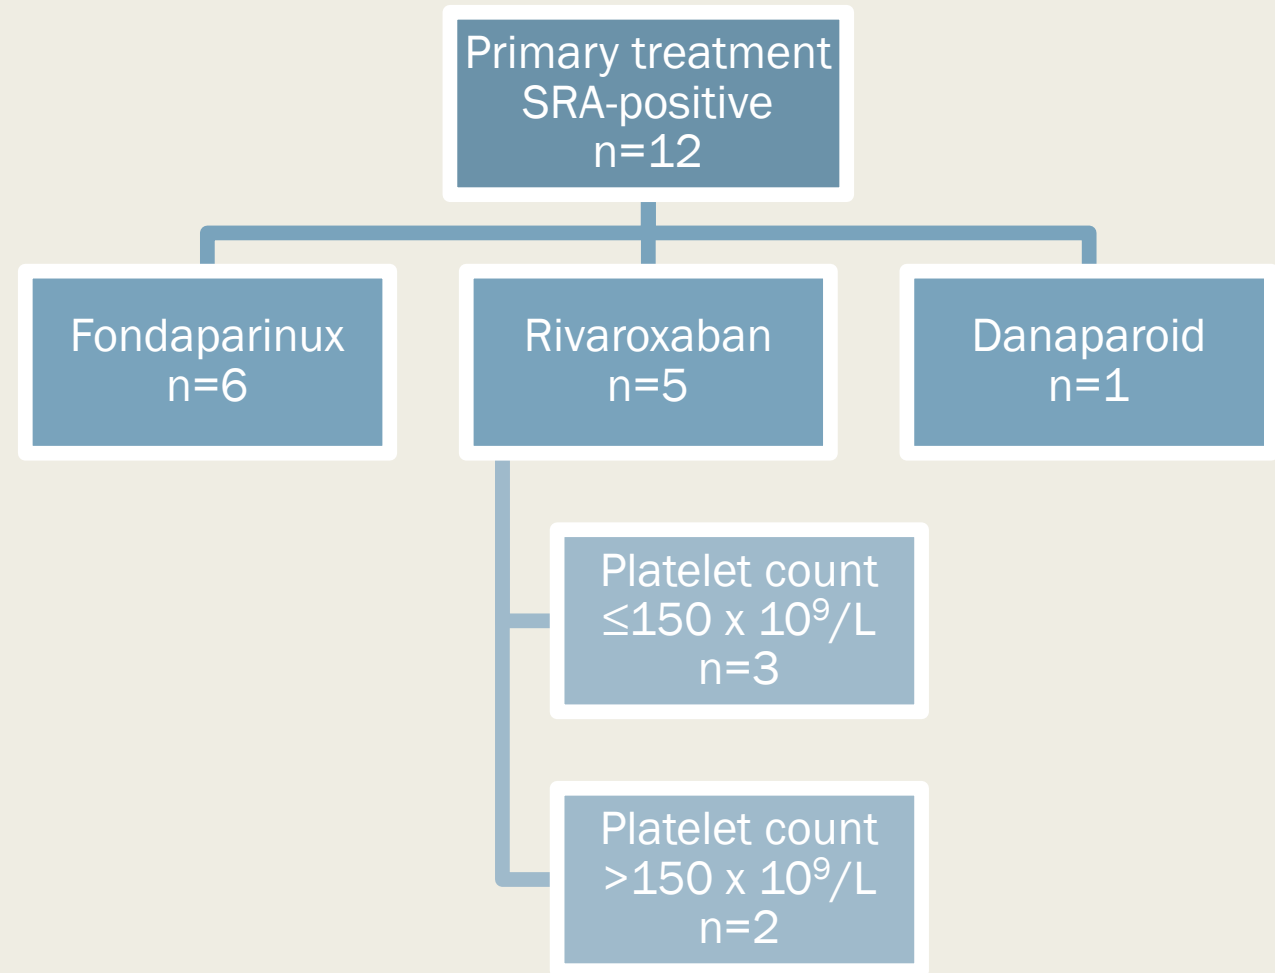 Primary treatment
SRA-positive
n=12
Fondaparinux
n=6
Rivaroxaban
n=5
Danaparoid
n=1
Platelet count
≤150 x 10⁹/L
n=3
Platelet count
>150 x 10⁹/L
n=2